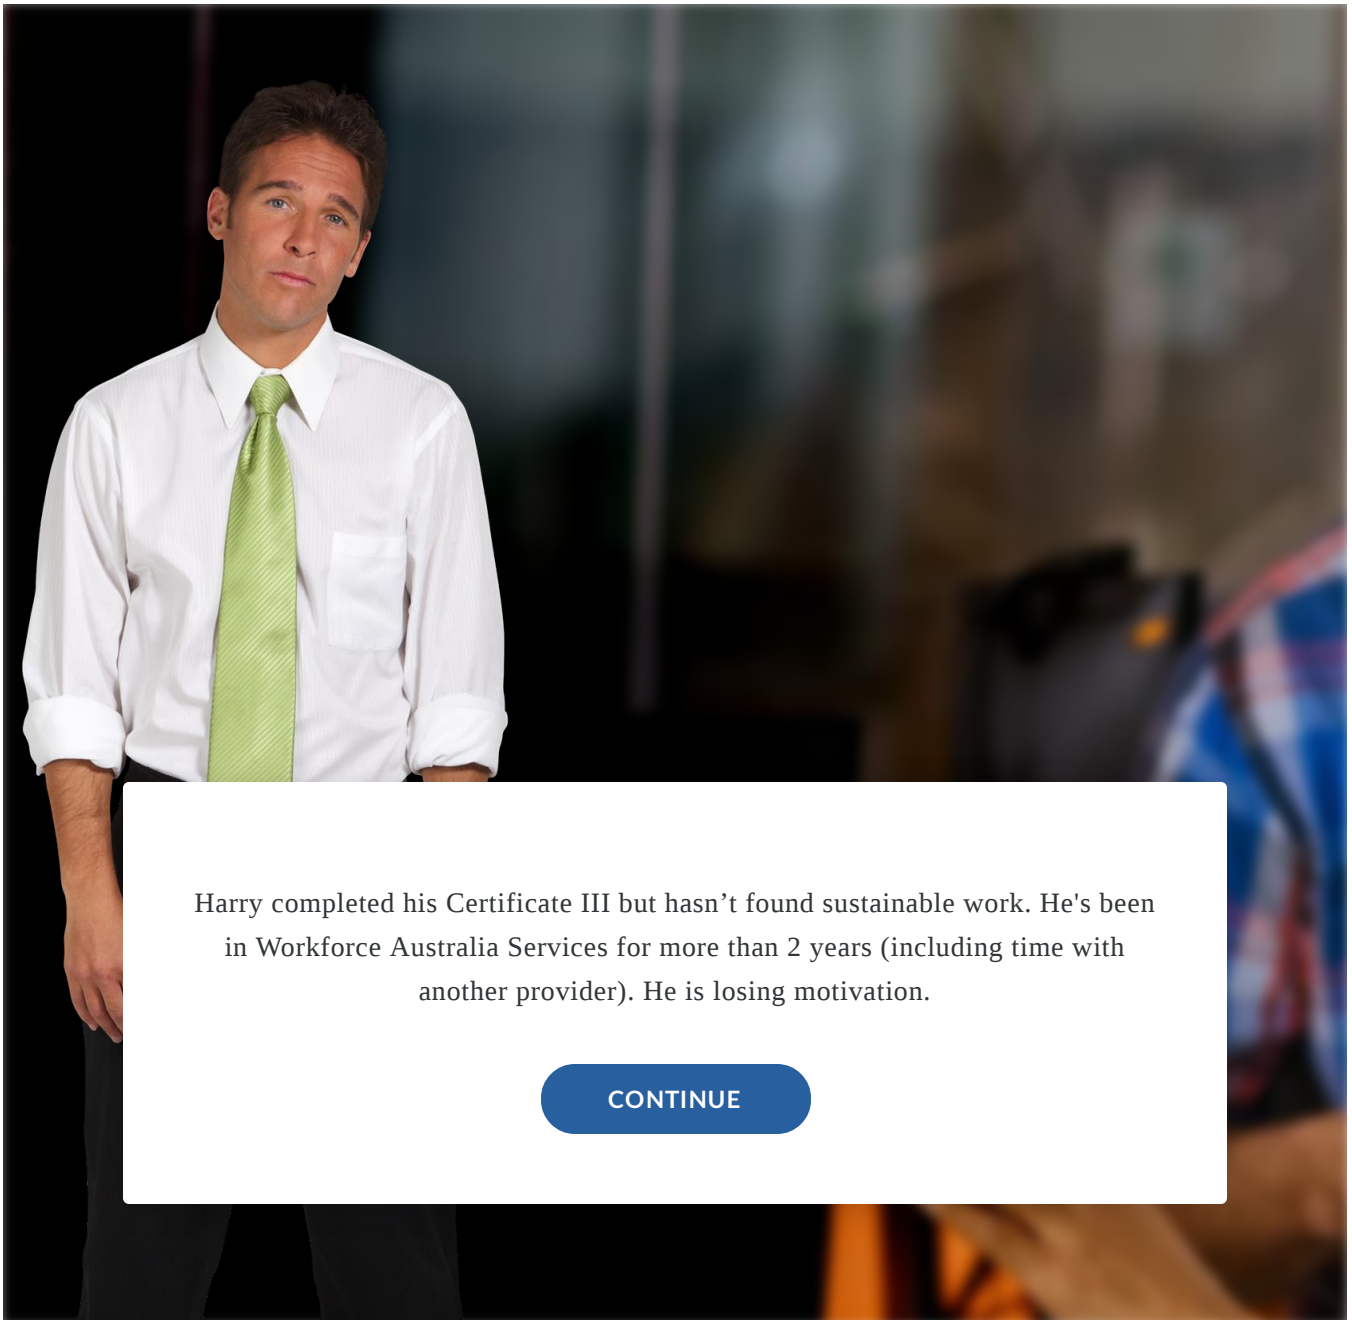 Harry completed his Certificate III but hasn’t found sustainable work. He's been
in Workforce Australia Services for more than 2 years (including time with
another provider). He is losing motivation.
CONTINUE